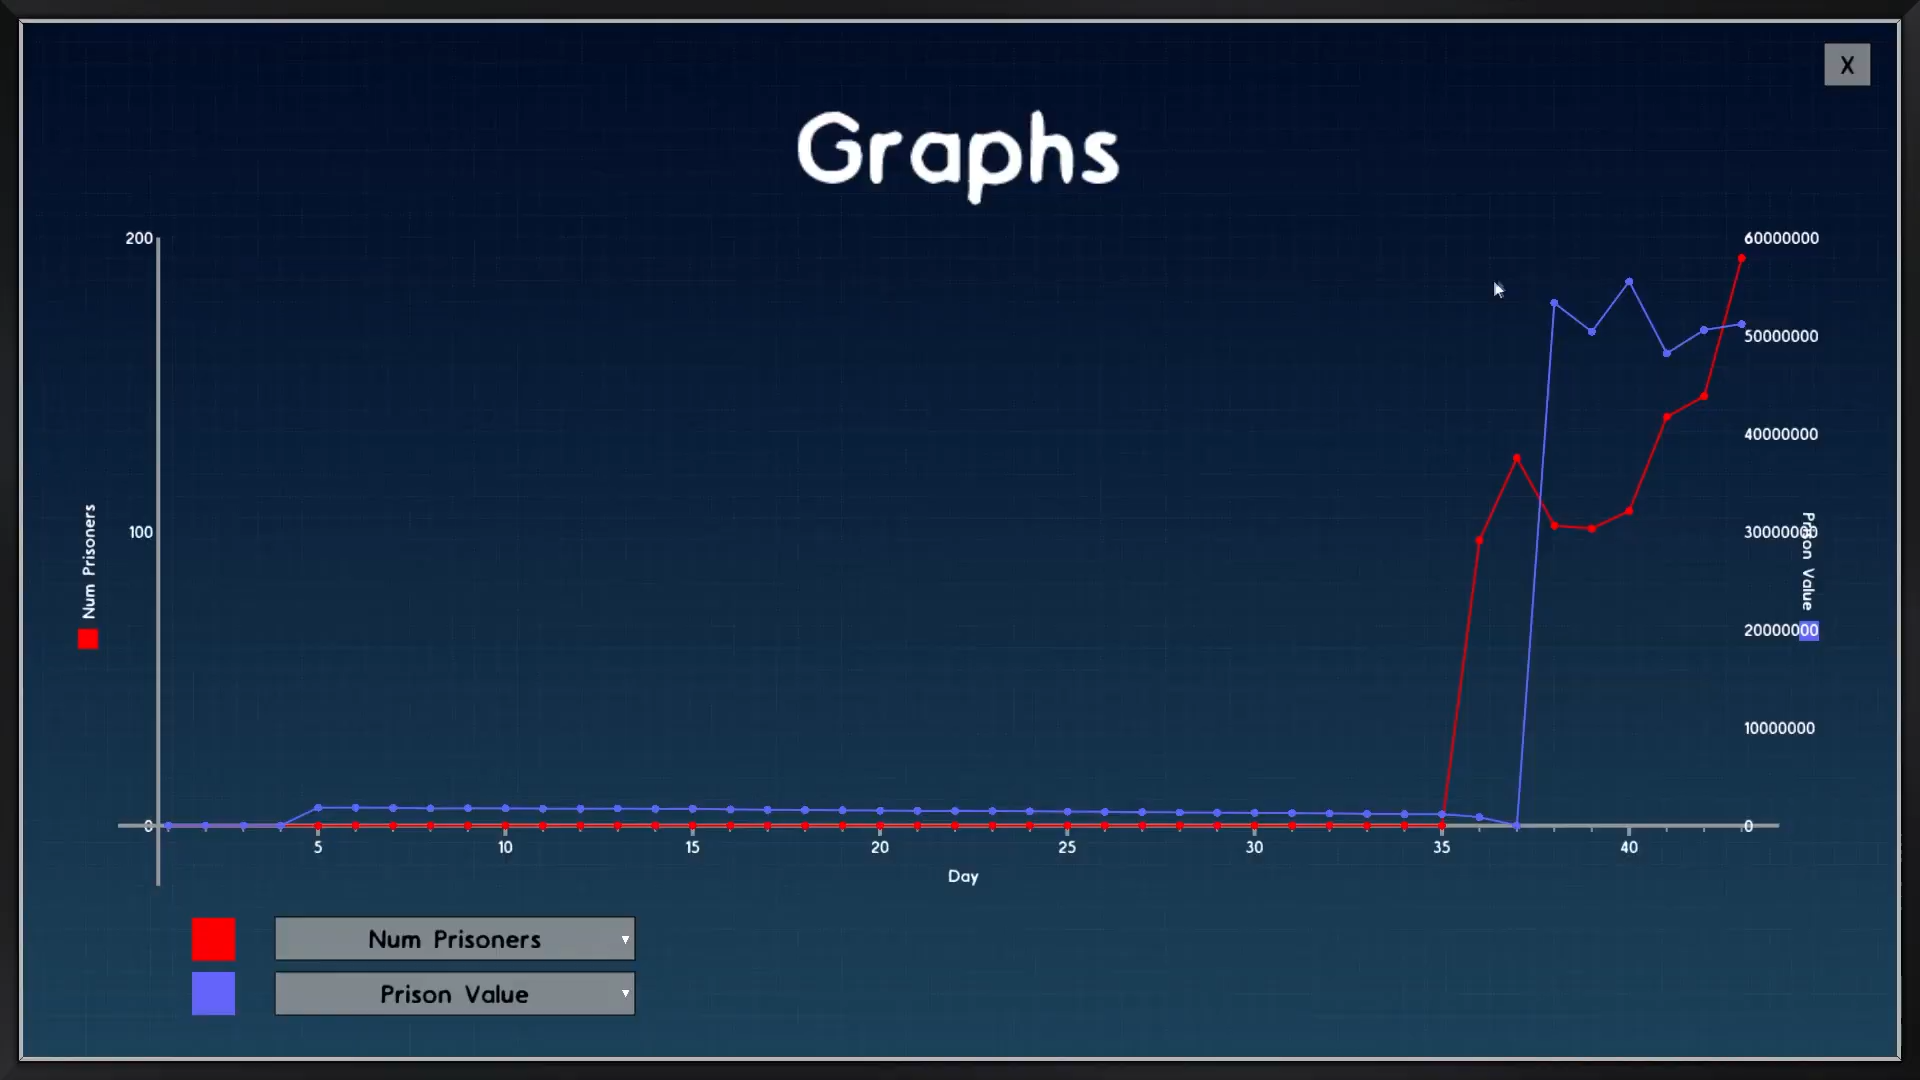 X
Graphs
200
100
0
Num Prisoners
60000000
50000000
40000000
30000000
20000000
10000000
0
Prison Value
5 10 15 20 25 30 35 40
Day
Num Prisoners
Prison Value